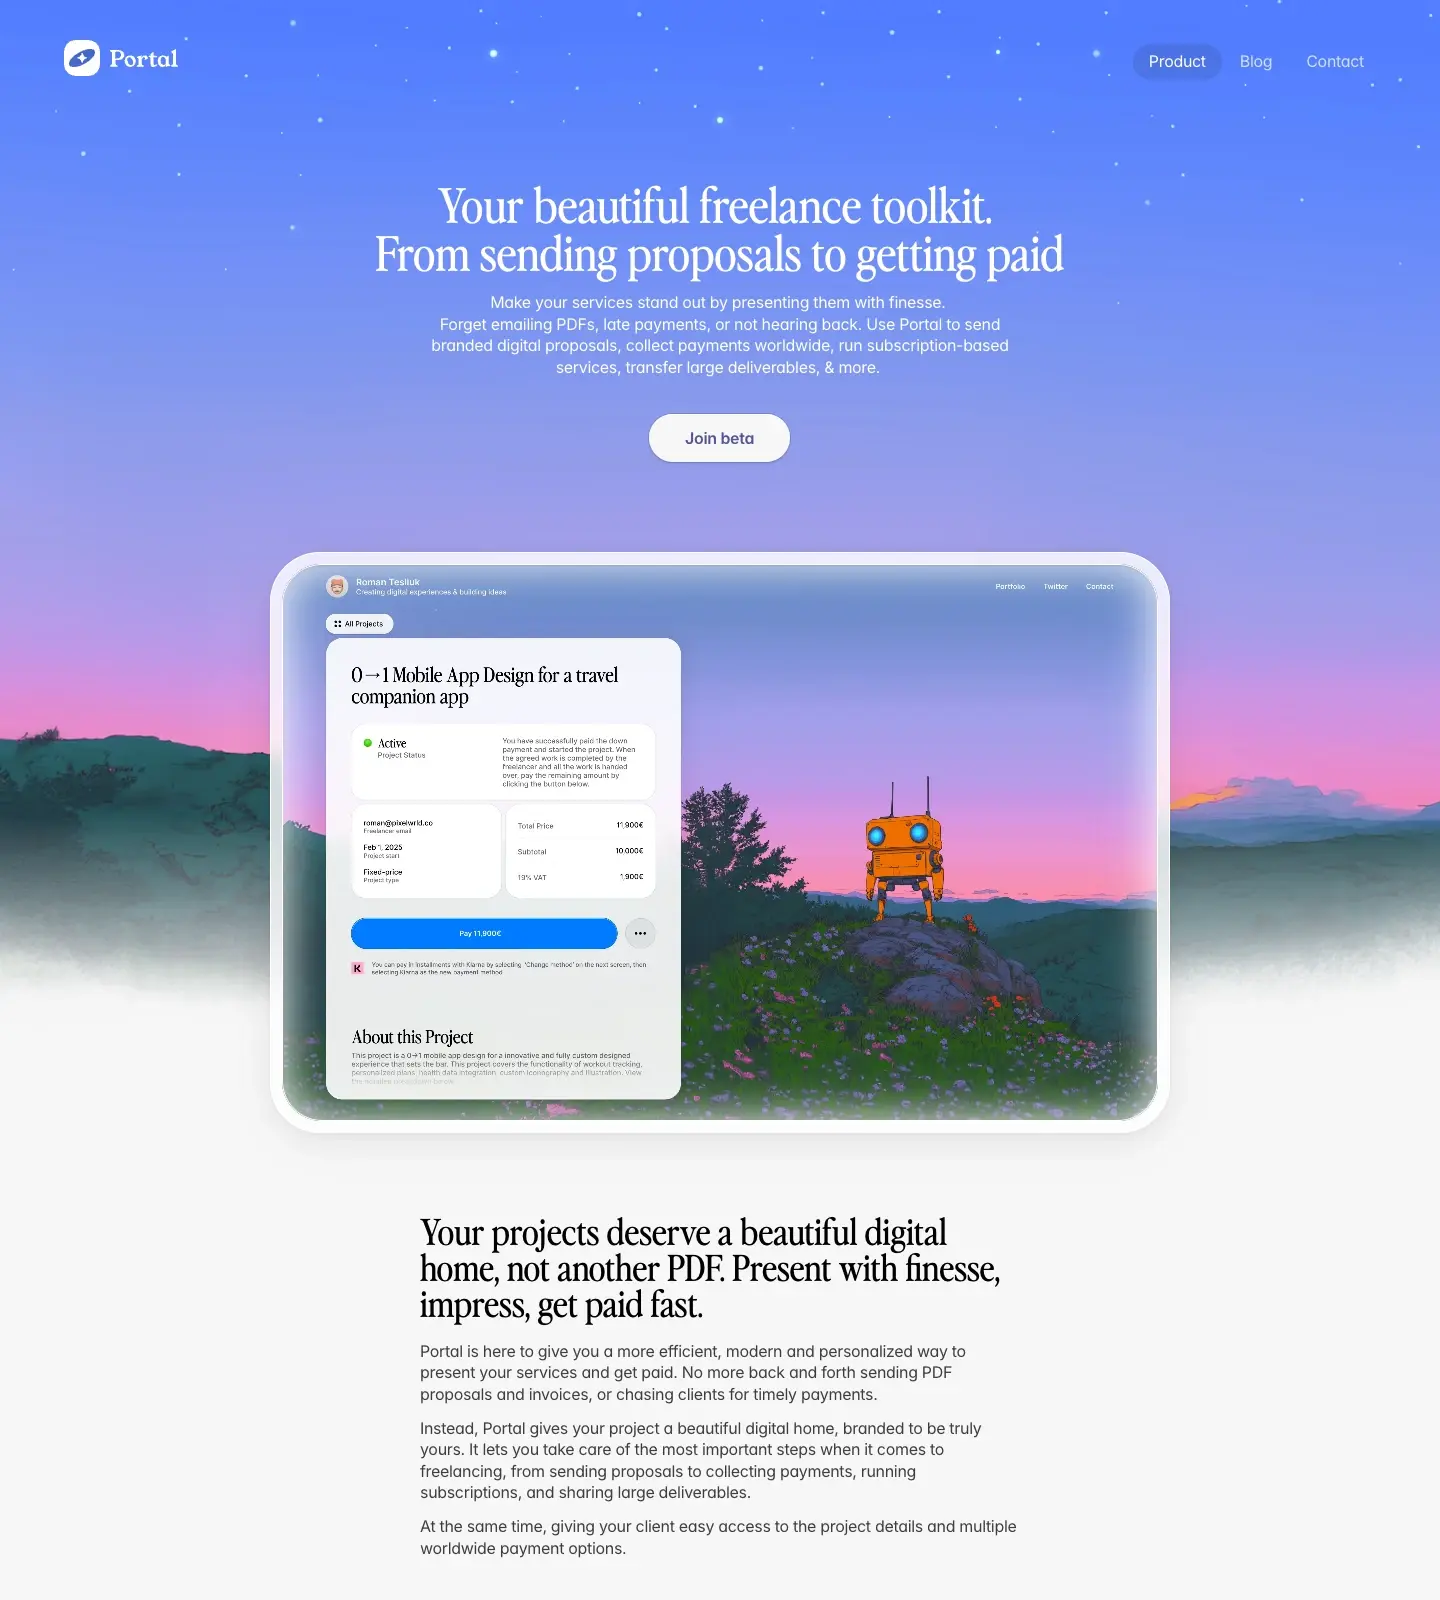 Portal
Product Blog Contact
Your beautiful freelance toolkit.
From sending proposals to getting paid
Make your services stand out by presenting them with finesse.
Forget emailing PDFs, late payments, or not hearing back. Use Portal to send
branded digital proposals, collect payments worldwide, run subscription-based
services, transfer large deliverables, & more.
Join beta
Roman Tesliuk
Creating digital experiences & building ideas
Portfolio Twitter Contact
All Projects
0→1 Mobile App Design for a travel
companion app
Active
Project Status
You have successfully paid the down
payment and started the project. When
the agreed work is completed by the
freelancer and all the work is handed
over, pay the remaining amount by
clicking the button below.
roman@pixelwrld.co
Freelancer email
Feb 1, 2025
Project start
Fixed-price
Project type
Total Price 11,900€
Subtotal 10,000€
19% VAT 1,900€
Pay 11,900€
K
You can pay in installments with Klarna by selecting 'Change method' on the next screen, then
selecting Klarna as the new payment method
About this Project
This project is a 0→1 mobile app design for a innovative and fully custom designed
experience that sets the bar. This project covers the functionality of workout tracking,
personalized plans, health data integration, custom iconography and illustration. View
Your projects deserve a beautiful digital
home, not another PDF. Present with finesse,
impress, get paid fast.
Portal is here to give you a more efficient, modern and personalized way to
present your services and get paid. No more back and forth sending PDF
proposals and invoices, or chasing clients for timely payments.
Instead, Portal gives your project a beautiful digital home, branded to be truly
yours. It lets you take care of the most important steps when it comes to
freelancing, from sending proposals to collecting payments, running
subscriptions, and sharing large deliverables.
At the same time, giving your client easy access to the project details and multiple
worldwide payment options.